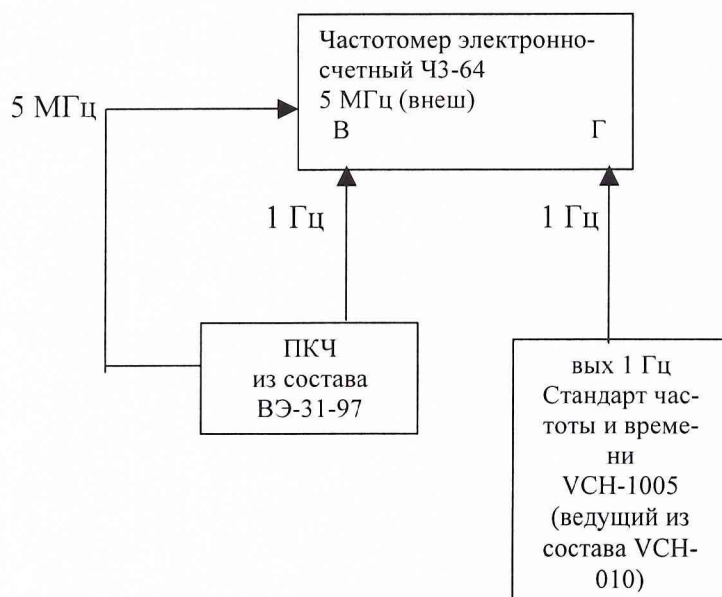 Частотомер электронно-
счетный Ч3-64
5 МГц (внеш)
В Г
5 МГц
1 Гц 1 Гц
ПКЧ
из состава
ВЭ-31-97
вых 1 Гц
Стандарт час-
тоты и време-
ни
VCH-1005
(ведущий из
состава VCH-
010)